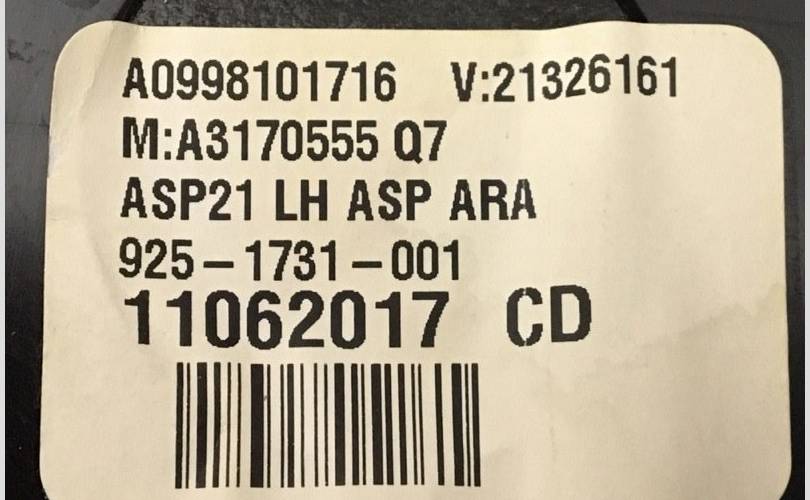 A0998101716 V:21326161
M:A3170555 Q7
ASP21 LH ASP ARA
925-1731-001
11062017 CD